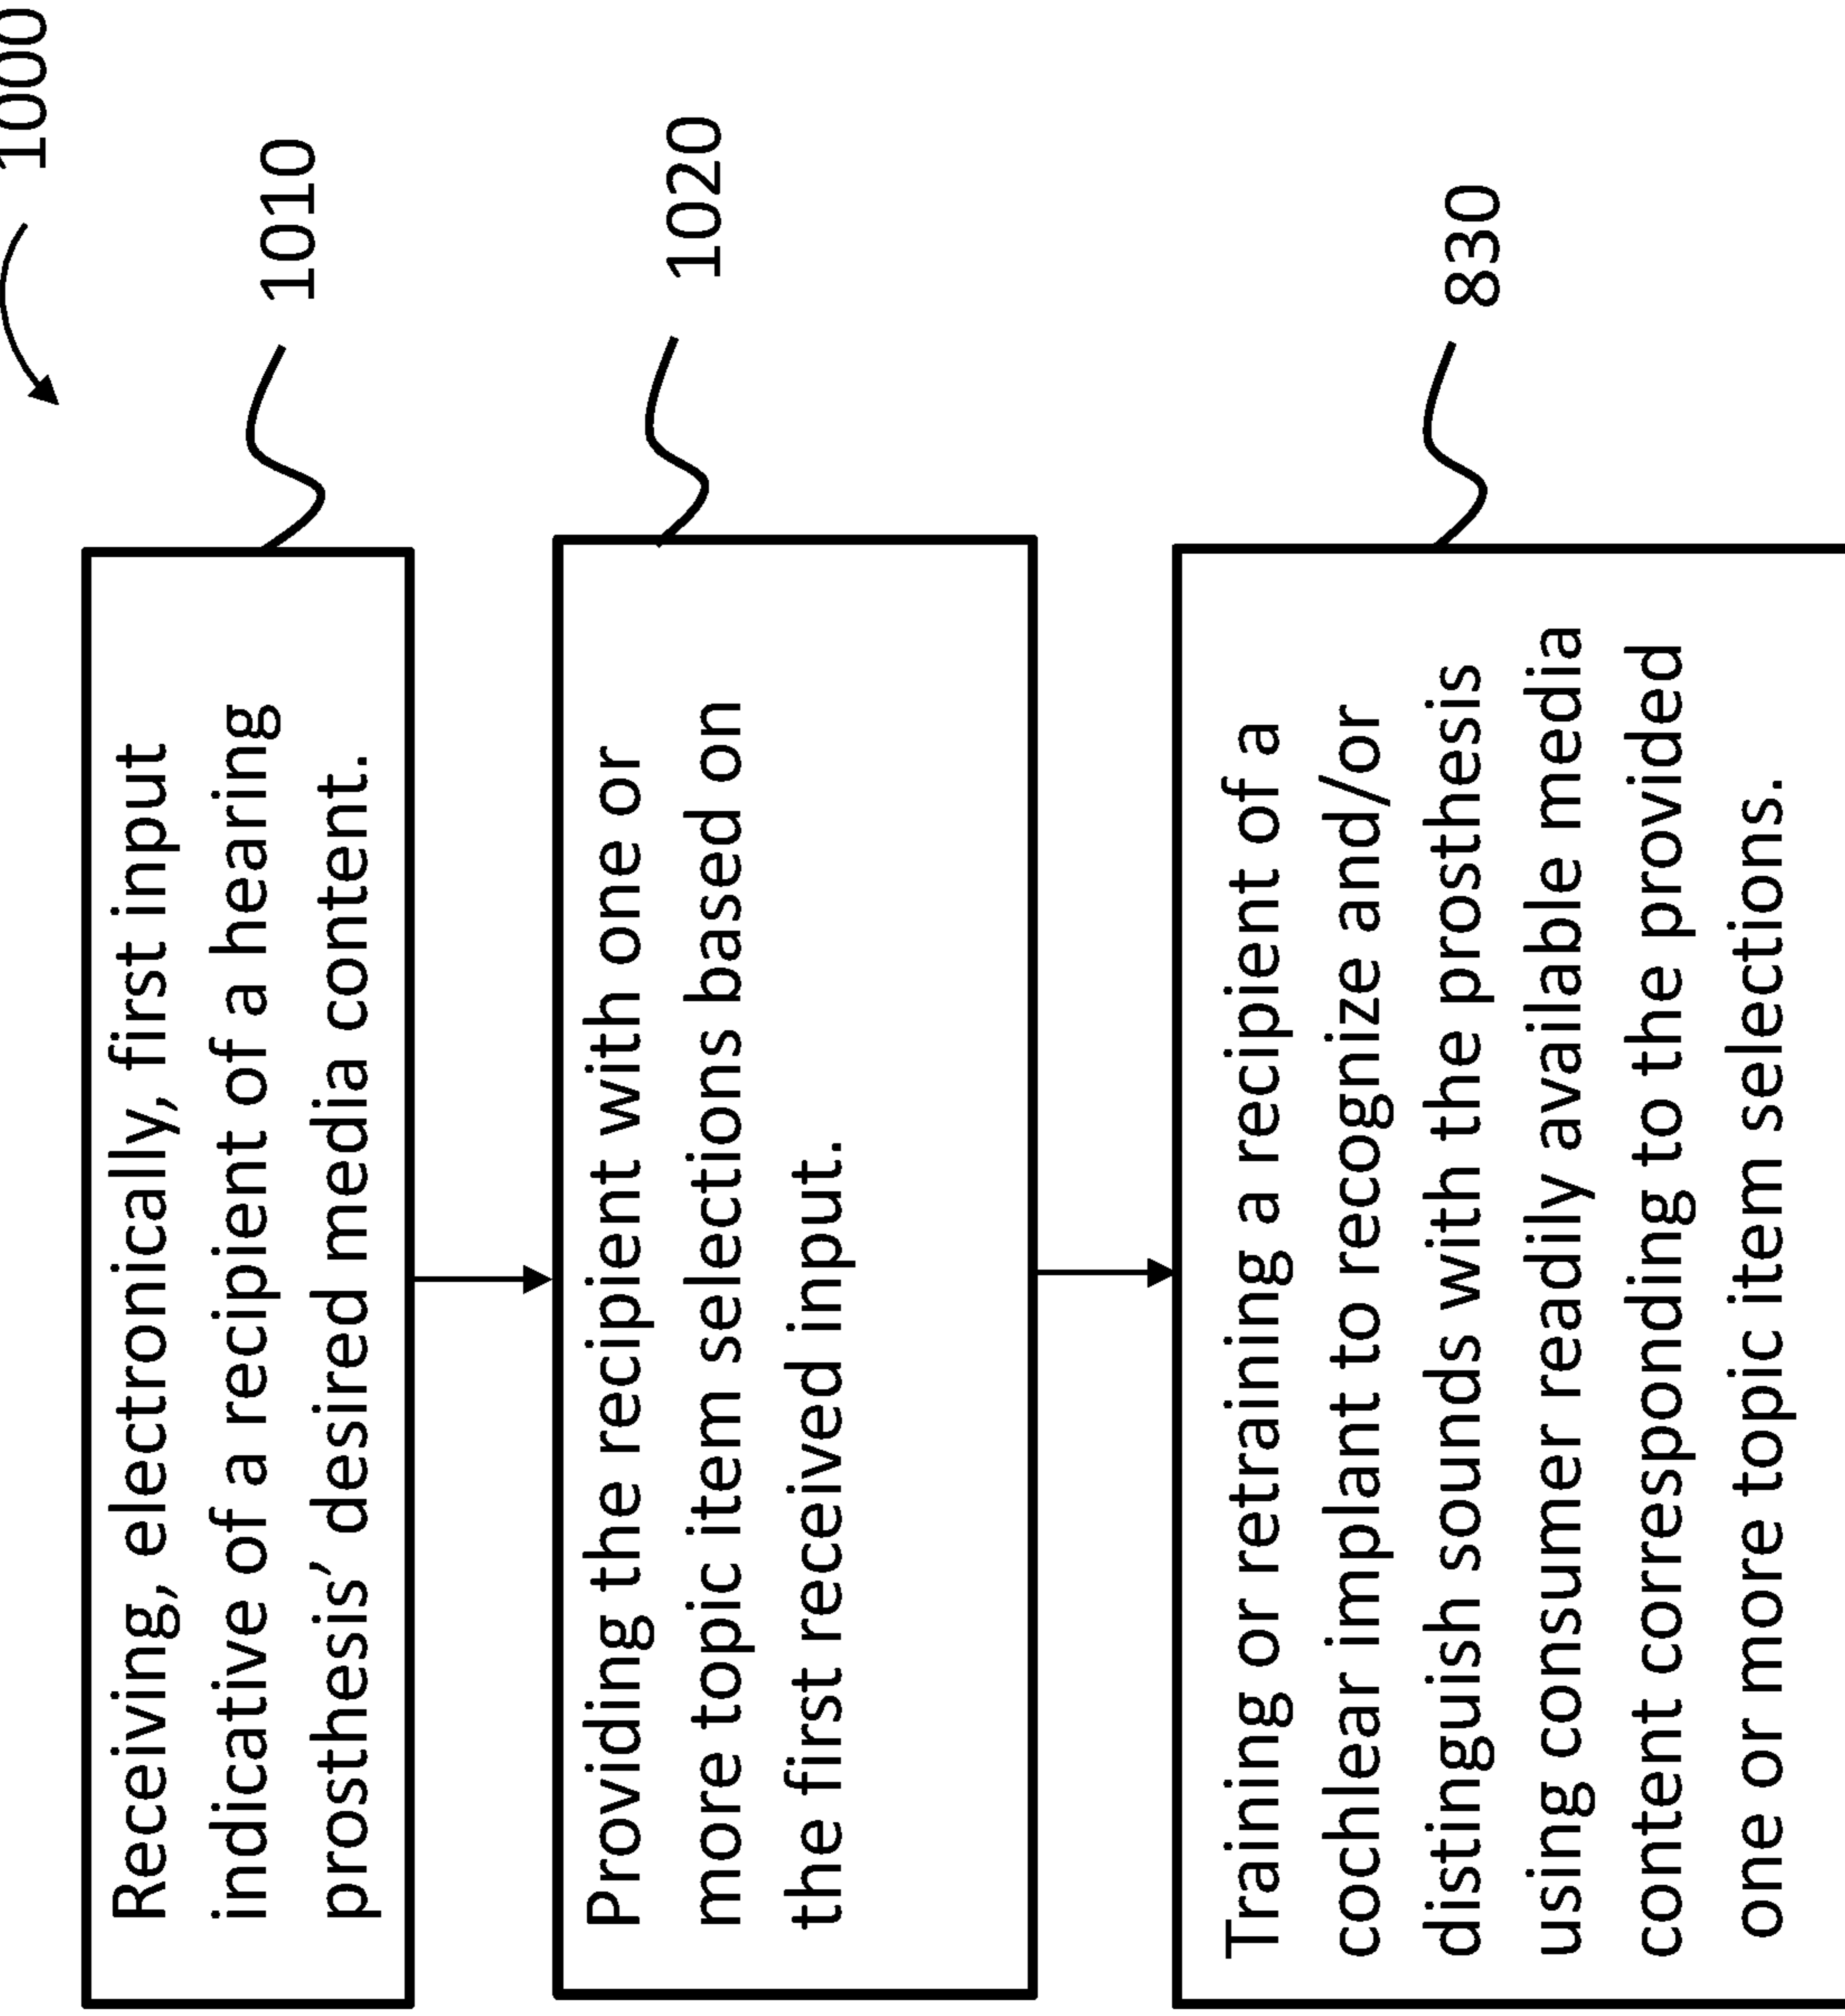 1000
Receiving, electronically, first input
indicative of a recipient of a hearing
prosthesis’ desired media content.
1010
Providing the recipient with one or
more topic item selections based on
the first received input.
1020
Training or retraining a recipient of a
cochlear implant to recognize and/or
distinguish sounds with the prosthesis
using consumer readily available media
content corresponding to the provided
one or more topic item selections.
830